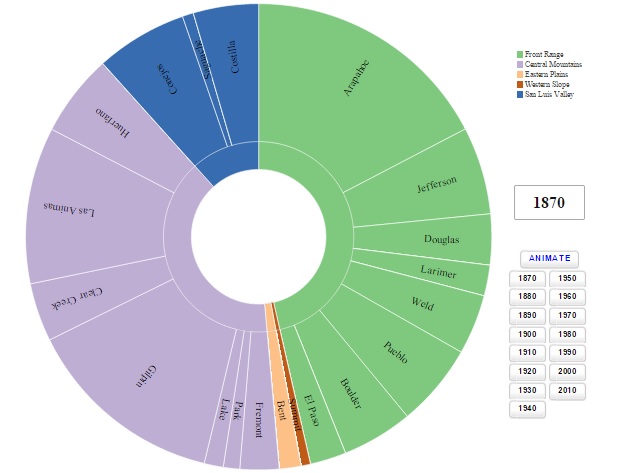 Arapahoe
Jefferson
Douglas
Larimer
Weld
Pueblo
Boulder
El Paso
Summit
Bent
Fremont
Park
Lake
Gilpin
Clear Creek
Las Animas
Huerfano
Conejos
Saguache
Costilla
Front Range
Central Mountains
Eastern Plains
Western Slope
San Luis Valley
1870
ANIMATE
1870 1950
1880 1960
1890 1970
1900 1980
1910 1990
1920 2000
1930 2010
1940